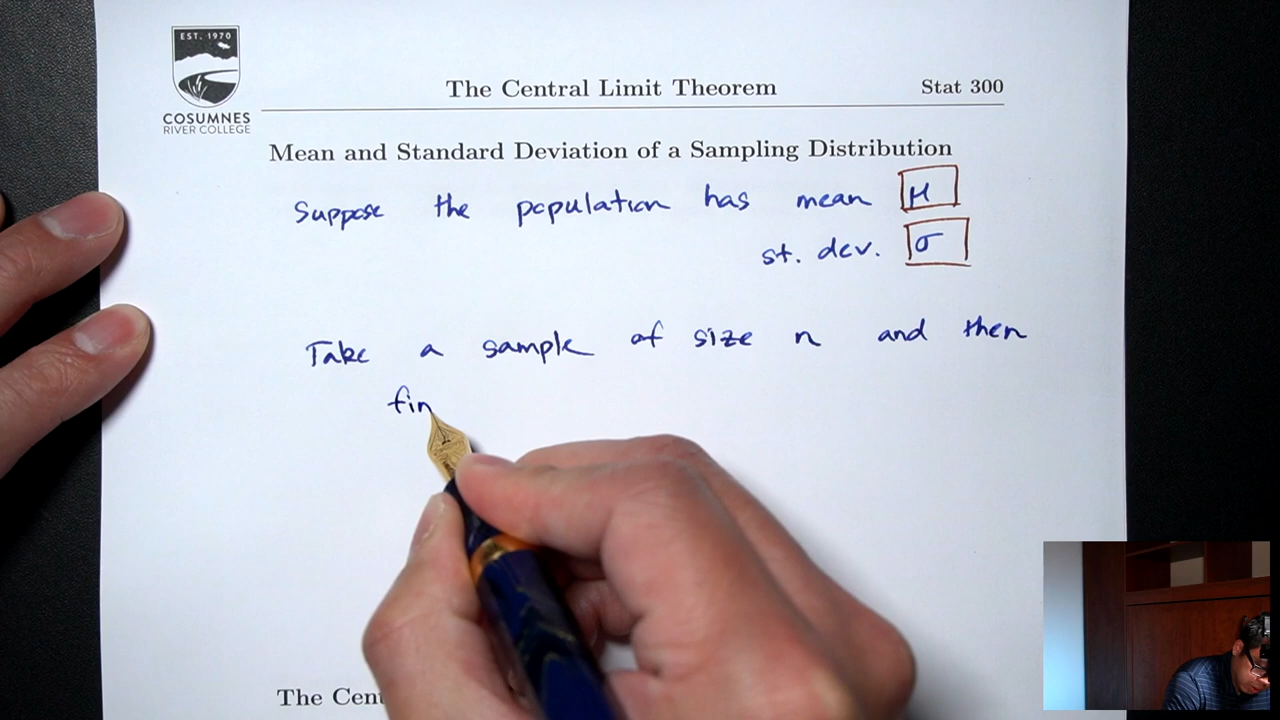 EST. 1970
COSUMNES
RIVER COLLEGE
The Central Limit Theorem Stat 300
Mean and Standard Deviation of a Sampling Distribution
Suppose the population has mean μ
st. dev. σ
Take a sample of size n and then
fin
The Cent